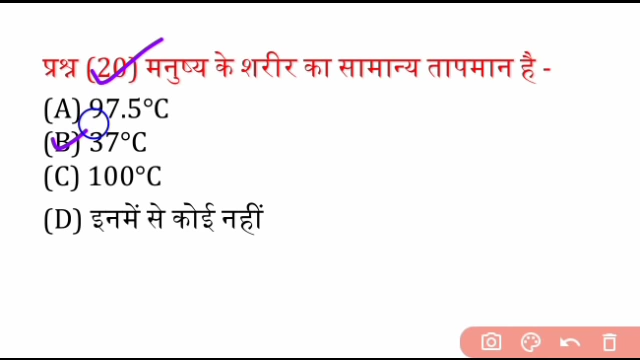 प्रश्न (20) मनुष्य के शरीर का सामान्य तापमान है -
(A) 97.5°C
(B) 37°C
(C) 100°C
(D) इनमें से कोई नहीं